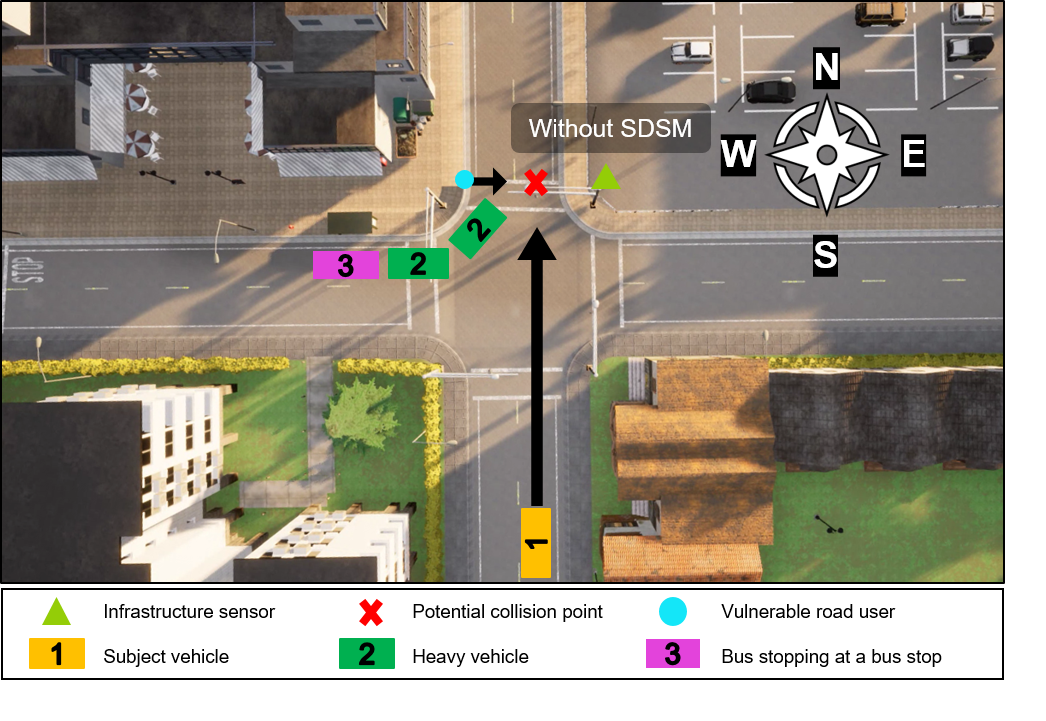 N
Without SDSM
W E
S
2
3 2
STOP
1
Infrastructure sensor Potential collision point Vulnerable road user
1 Subject vehicle 2 Heavy vehicle 3 Bus stopping at a bus stop